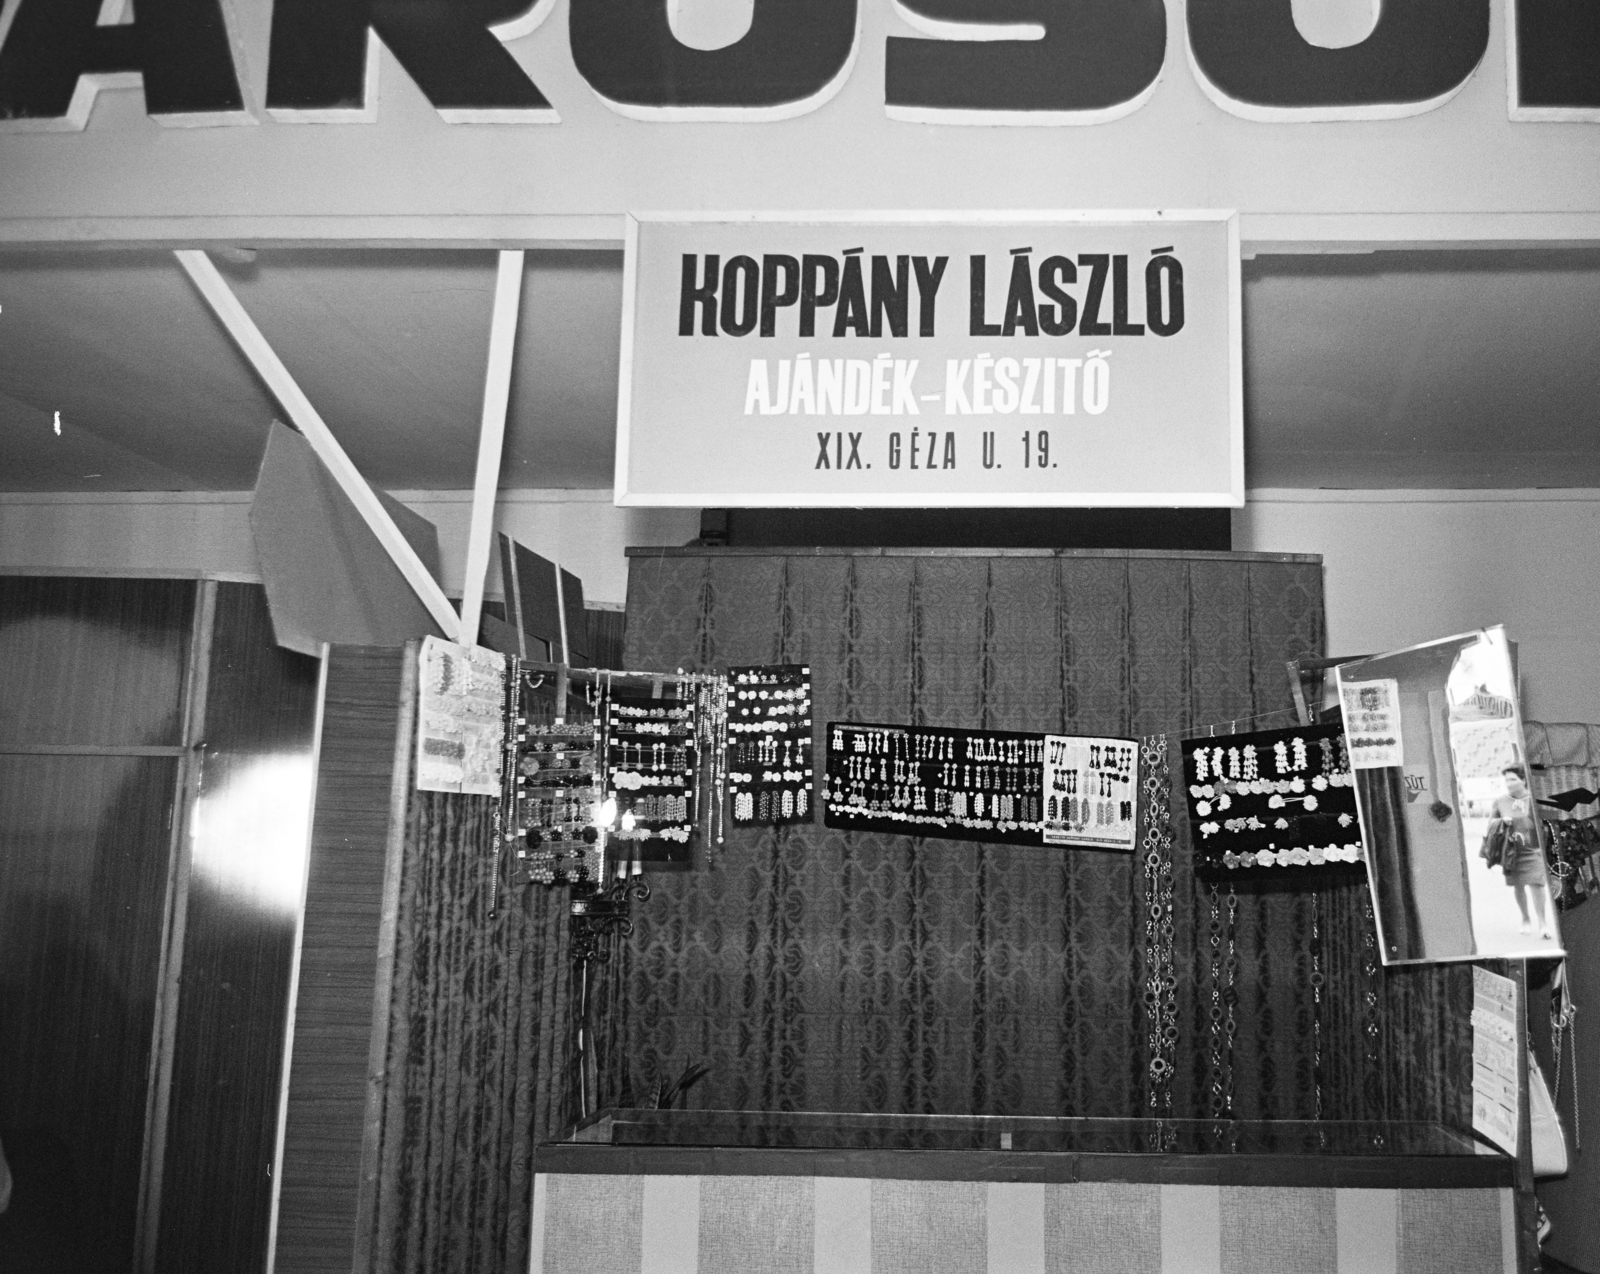 KOPPÁNY LÁSZLÓ
AJÁNDÉK-KÉSZITŐ
XIX. GÉZA U. 19.